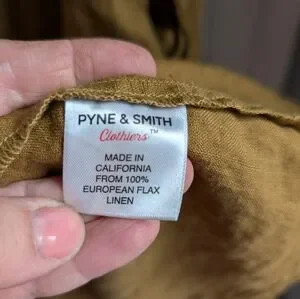 PYNE & SMITH
Clothiers™
MADE IN
CALIFORNIA
FROM 100%
EUROPEAN FLAX
LINEN